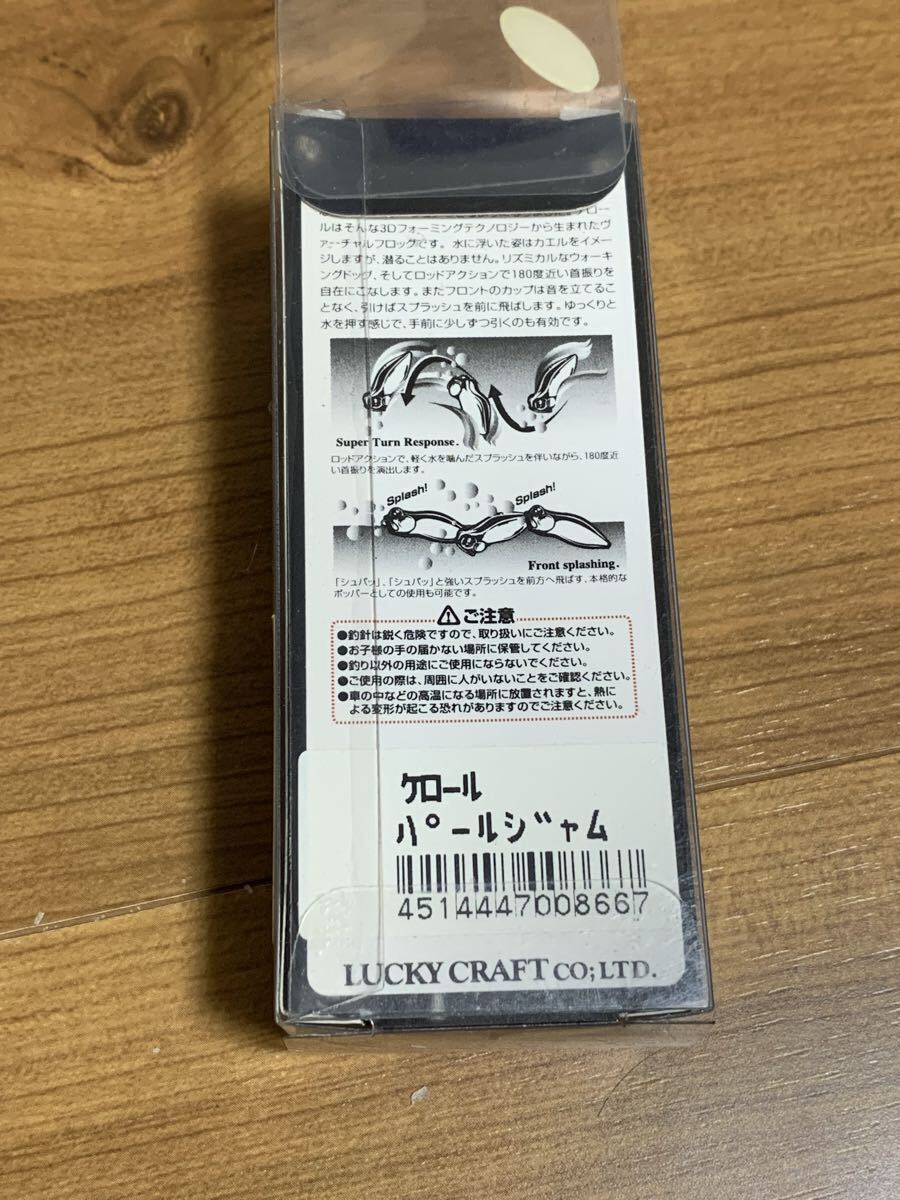 ルはそんな3Dフォーミングテクノロジーから生まれたヴ
ァーチャルフロッグです。水に浮いた姿はカエルをイメー
ジしますが、潜ることはありません。リズミカルなウォーキ
ングドッグ、そしてロッドアクションで180度近い首振りを
自在にこなします。またフロントのカップは音を立てるこ
となく、引けばスプラッシュを前に飛ばします。ゆっくりと
水を押す感じで、手前に少しずつ引くのも有効です。
Super Turn Response.
ロッドアクションで、軽く水を噛んだスプラッシュを伴いながら、180度近
い首振りを演出します。
Splash!
Splash!
Front splashing.
「シュパッ」、「シュパッ」と強いスプラッシュを前方へ飛ばす、本格的な
ポッパーとしての使用も可能です。
ご注意
●釣針は鋭く危険ですので、取り扱いにご注意ください。
●お子様の手の届かない場所に保管してください。
●釣り以外の用途にご使用にならないでください。
●ご使用の際は、周囲に人がいないことをご確認ください。
●車の中などの高温になる場所に放置されますと、熱に
よる変形が起こる恐れがありますのでご注意ください。
ケロール
パールジャム
4514447008667
LUCKY CRAFT CO;LTD.